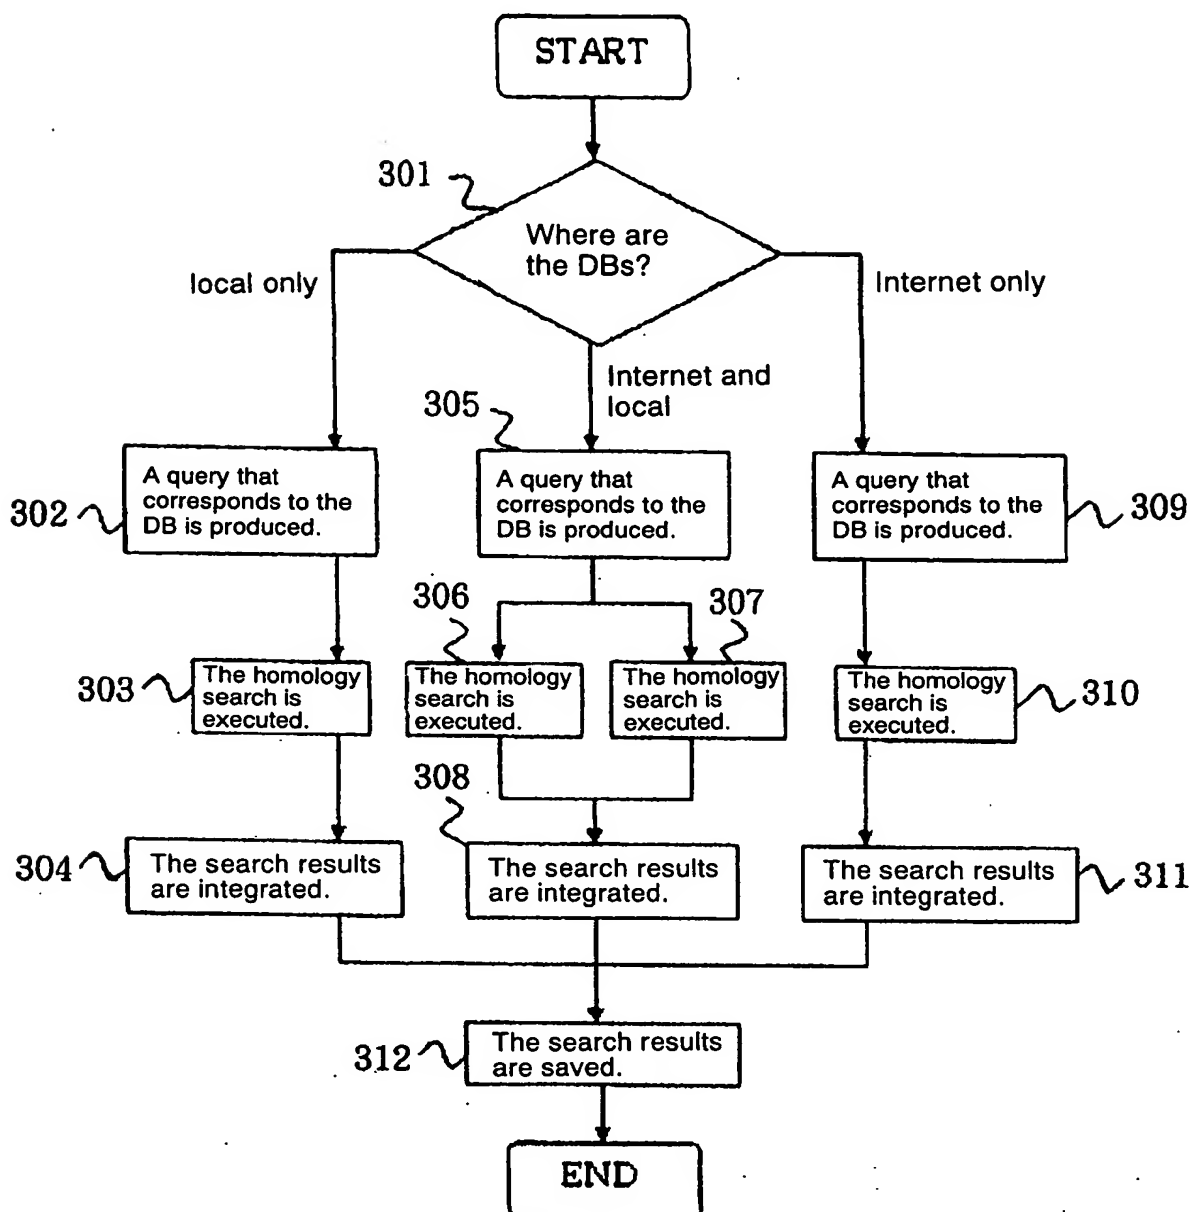 START
301
Where are
the DBs?
local only
Internet only
Internet and
local
305
A query that
corresponds to the
DB is produced.
302
A query that
corresponds to the
DB is produced.
A query that
corresponds to the
DB is produced.
309
306
307
303
The homology
search is
executed.
The homology
search is
executed.
The homology
search is
executed.
The homology
search is
executed.
310
308
304
The search results
are integrated.
The search results
are integrated.
The search results
are integrated.
311
312
The search results
are saved.
END